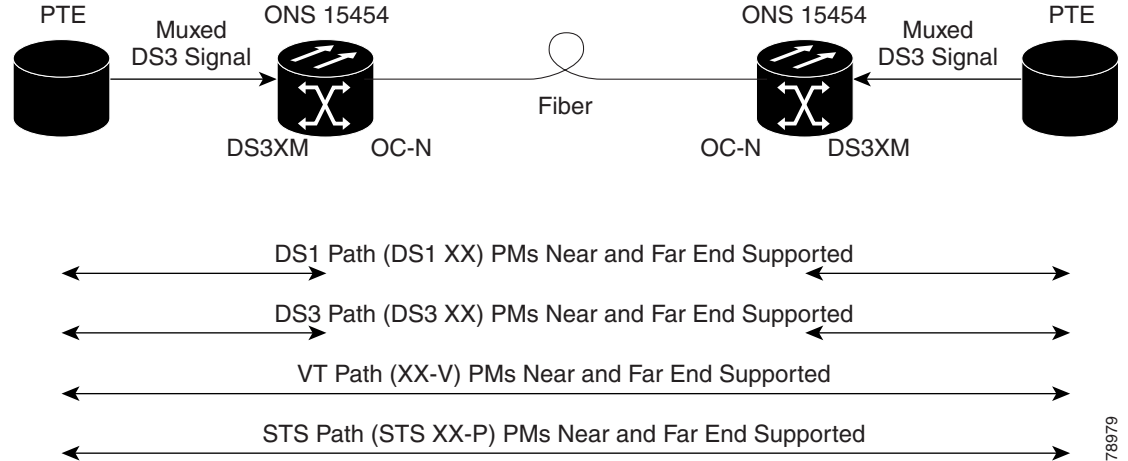 PTE
ONS 15454
ONS 15454
PTE
Muxed
DS3 Signal
Muxed
DS3 Signal
Fiber
DS3XM
OC-N
OC-N
DS3XM
DS1 Path (DS1 XX) PMs Near and Far End Supported
DS3 Path (DS3 XX) PMs Near and Far End Supported
VT Path (XX-V) PMs Near and Far End Supported
STS Path (STS XX-P) PMs Near and Far End Supported
78979